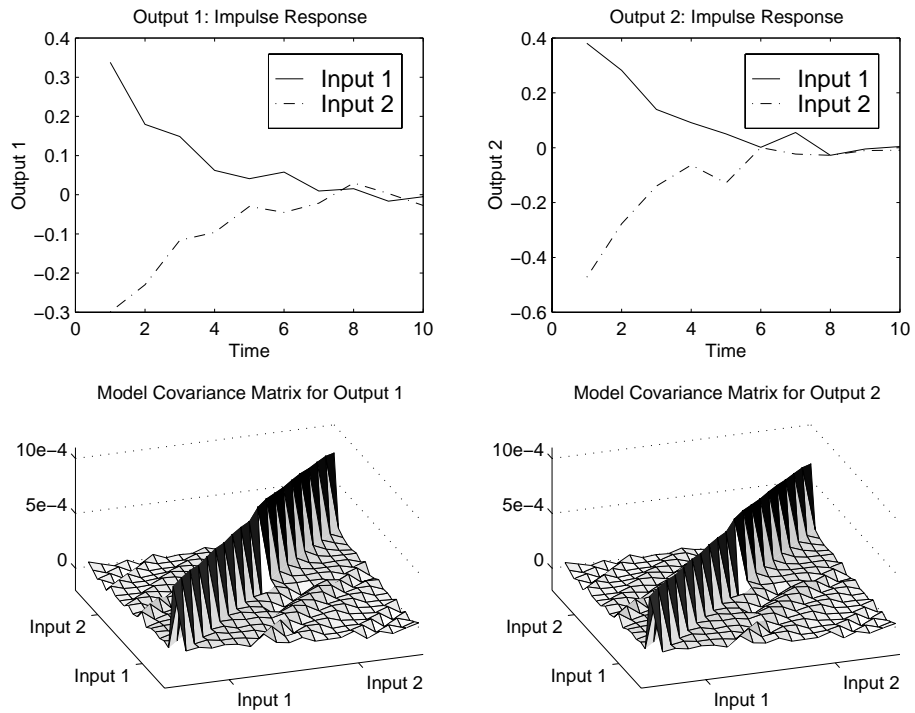 Output 1: Impulse Response
0.4
0.3
0.2
0.1
0
−0.1
−0.2
−0.3
Output 1
Input 1
Input 2
0 2 4 6 8 10
Time
Output 2: Impulse Response
0.4
0.2
0
−0.2
−0.4
−0.6
Output 2
Input 1
Input 2
0 2 4 6 8 10
Time
Model Covariance Matrix for Output 1
10e−4
5e−4
0
Input 2
Input 1
Input 1
Input 2
Model Covariance Matrix for Output 2
10e−4
5e−4
0
Input 2
Input 1
Input 1
Input 2